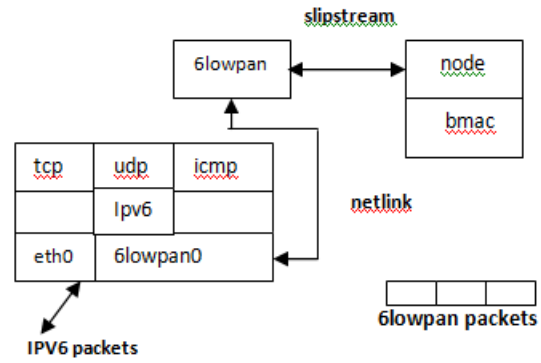 slipstream
6lowpan
node
bmac
tcp
udp
icmp
Ipv6
netlink
eth0
6lowpan0
6lowpan packets
IPV6 packets